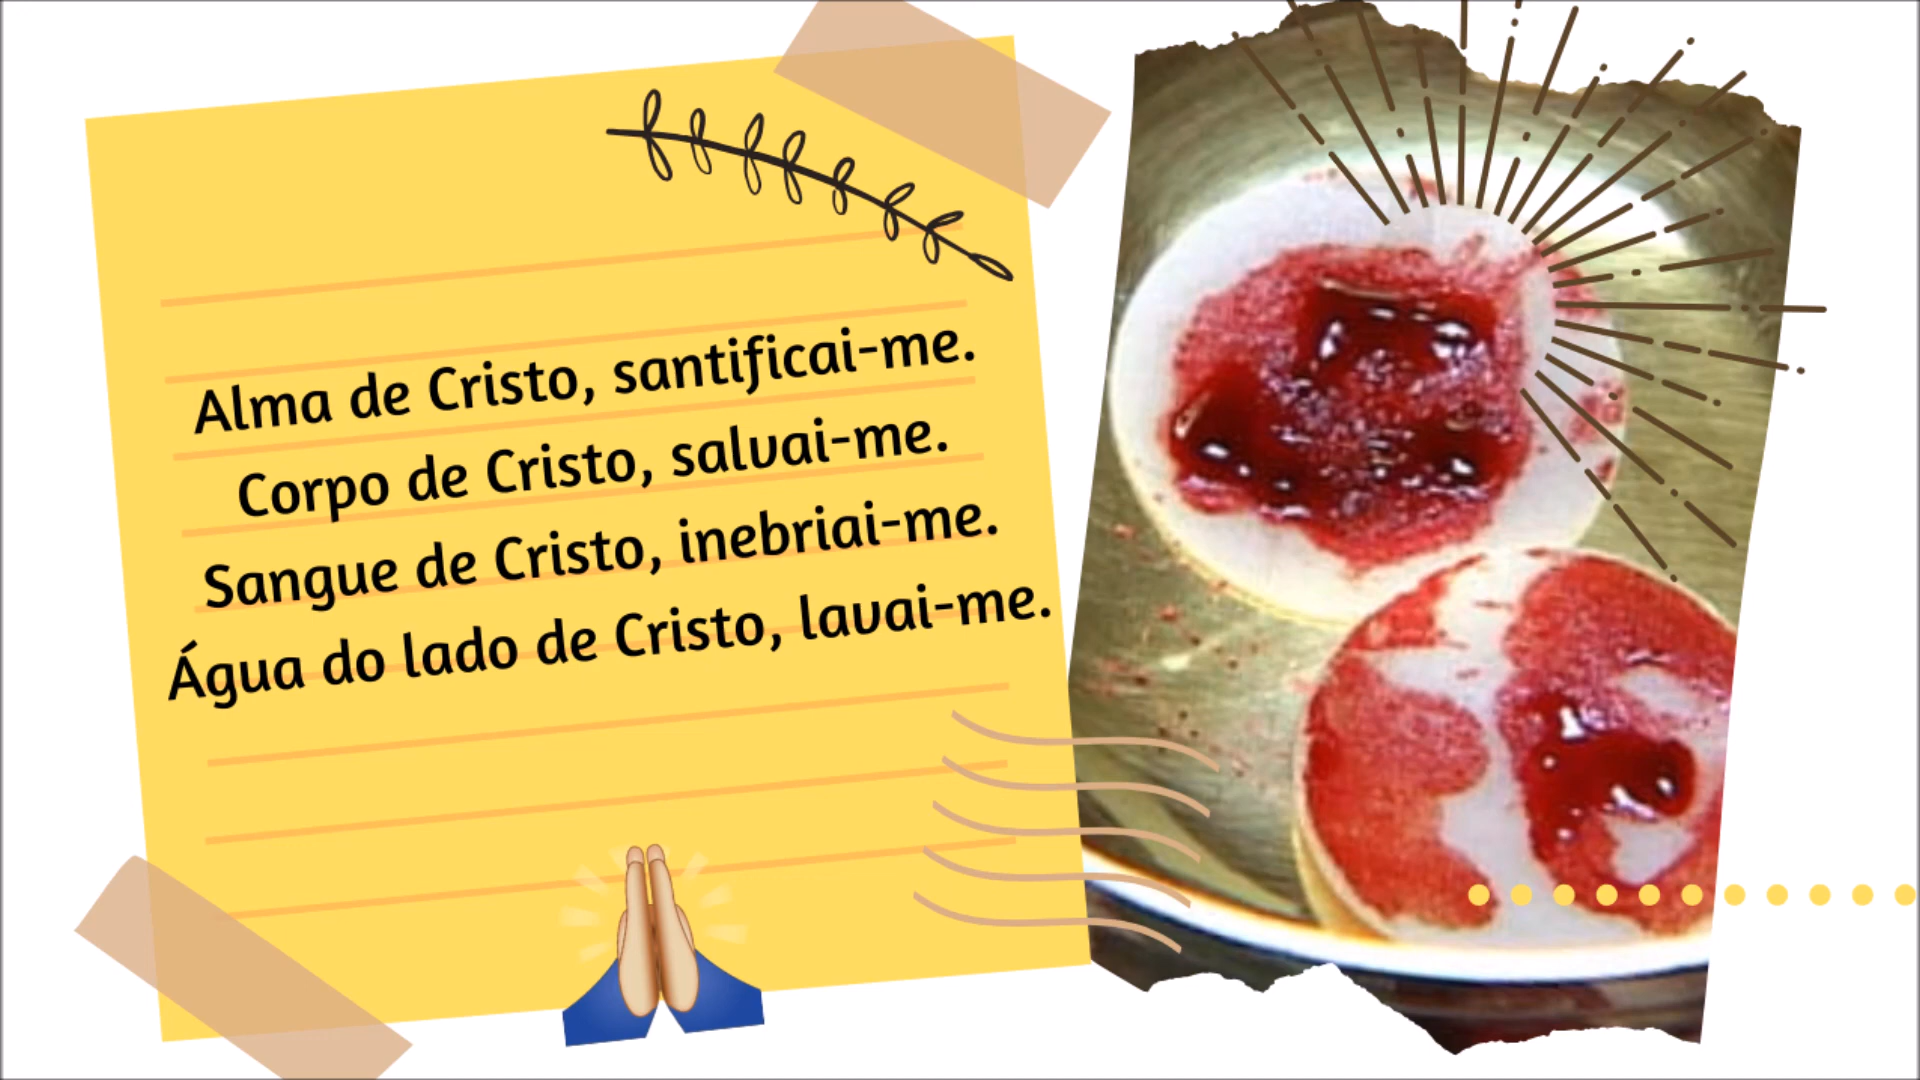 Alma de Cristo, santificai-me.
Corpo de Cristo, salvai-me.
Sangue de Cristo, inebriai-me.
Água do lado de Cristo, lavai-me.